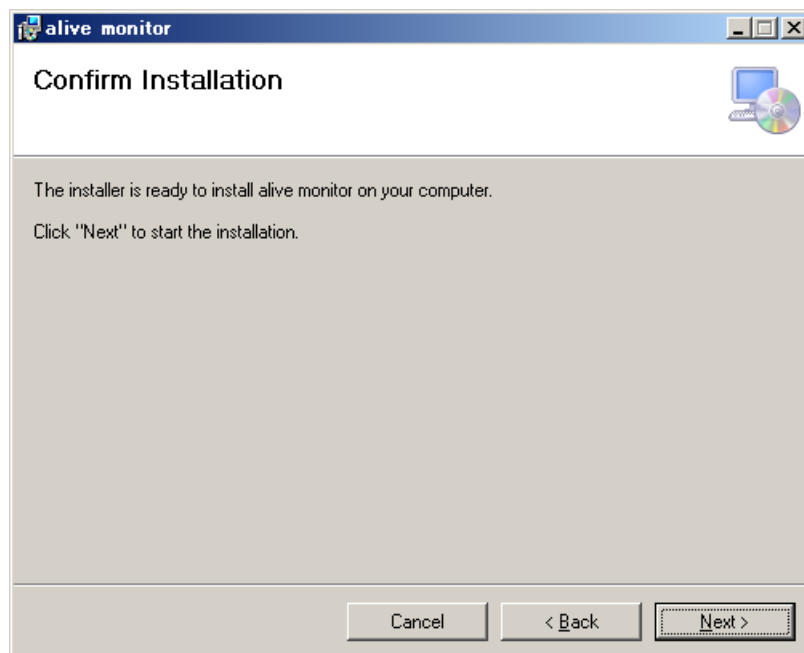 alive monitor
Confirm Installation
The installer is ready to install alive monitor on your computer.
Click "Next" to start the installation.
Cancel
< Back
Next >